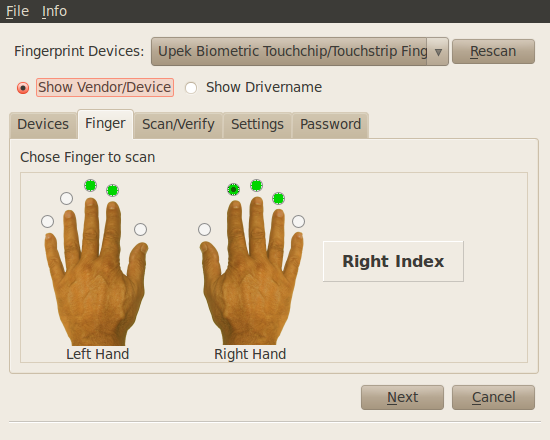 File Info
Fingerprint Devices: Upek Biometric Touchchip/Touchstrip Fing Rescan
Show Vendor/Device Show Drivername
Devices Finger Scan/Verify Settings Password
Chose Finger to scan
Right Index
Left Hand Right Hand
Next Cancel